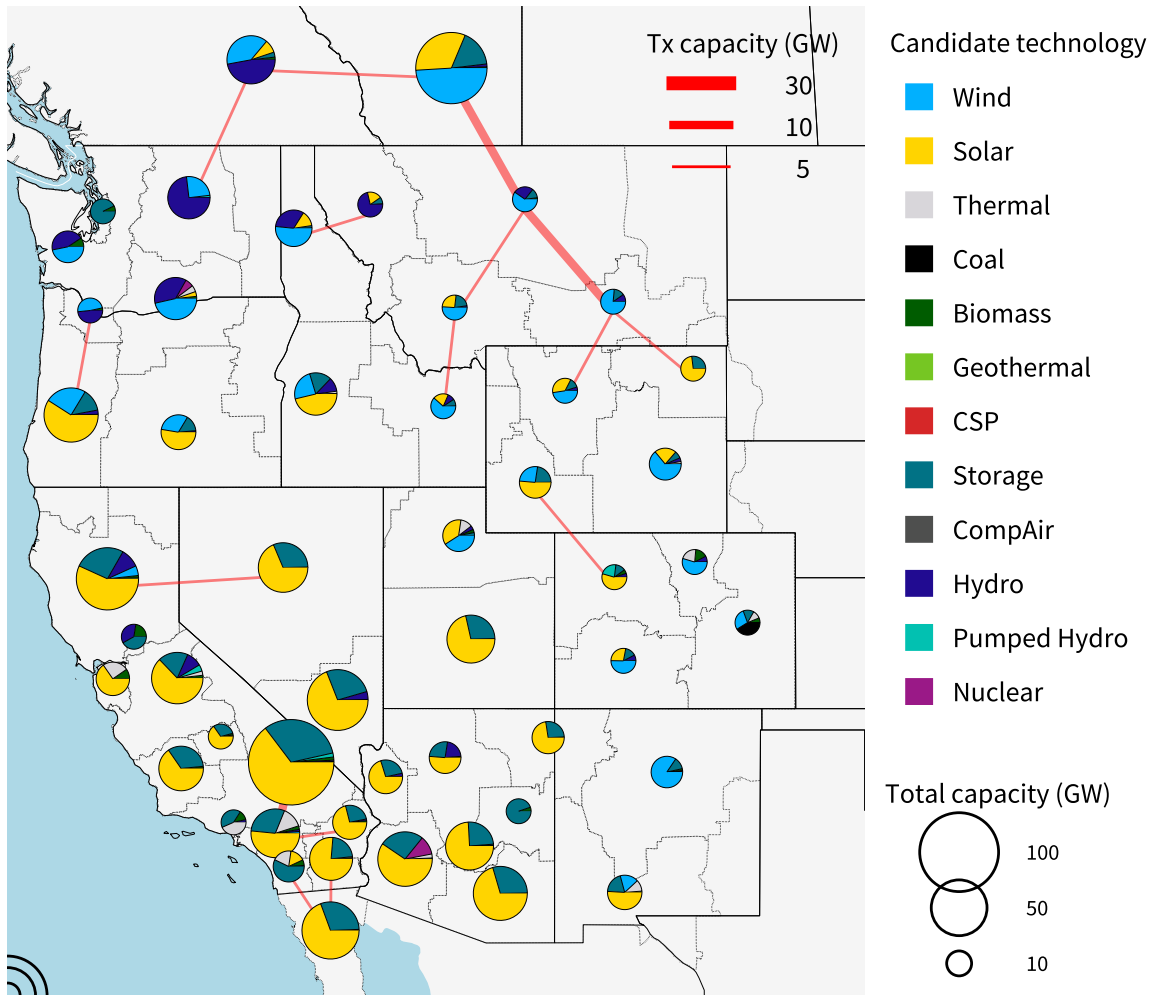 Tx capacity (GW)
30
10
5
Candidate technology
Wind
Solar
Thermal
Coal
Biomass
Geothermal
CSP
Storage
CompAir
Hydro
Pumped Hydro
Nuclear
Total capacity (GW)
100
50
10